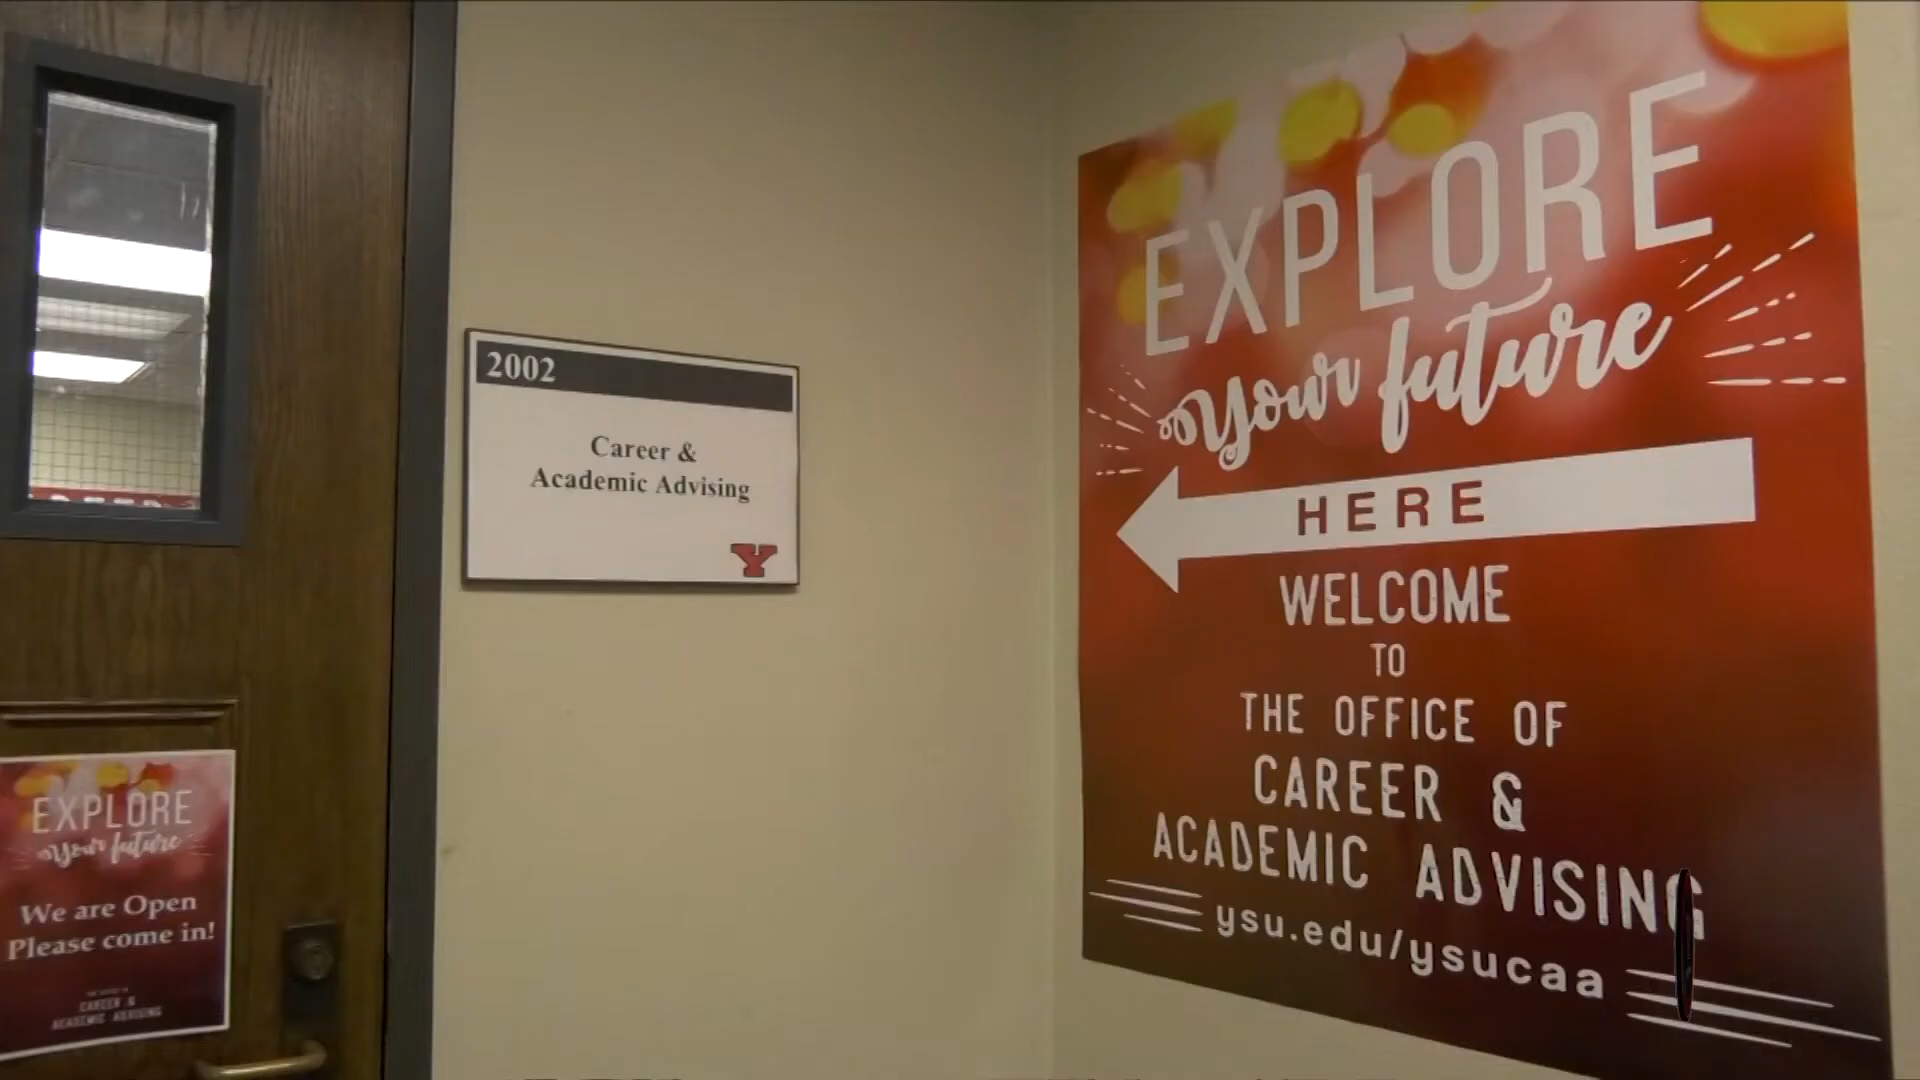 2002
Career &
Academic Advising
Y
EXPLORE
Your future
We are Open
Please come in!
CAREER &
ACADEMIC ADVISING
EXPLORE
Your future
HERE
WELCOME
TO
THE OFFICE OF
CAREER &
ACADEMIC ADVISING
ysu.edu/ysucaa